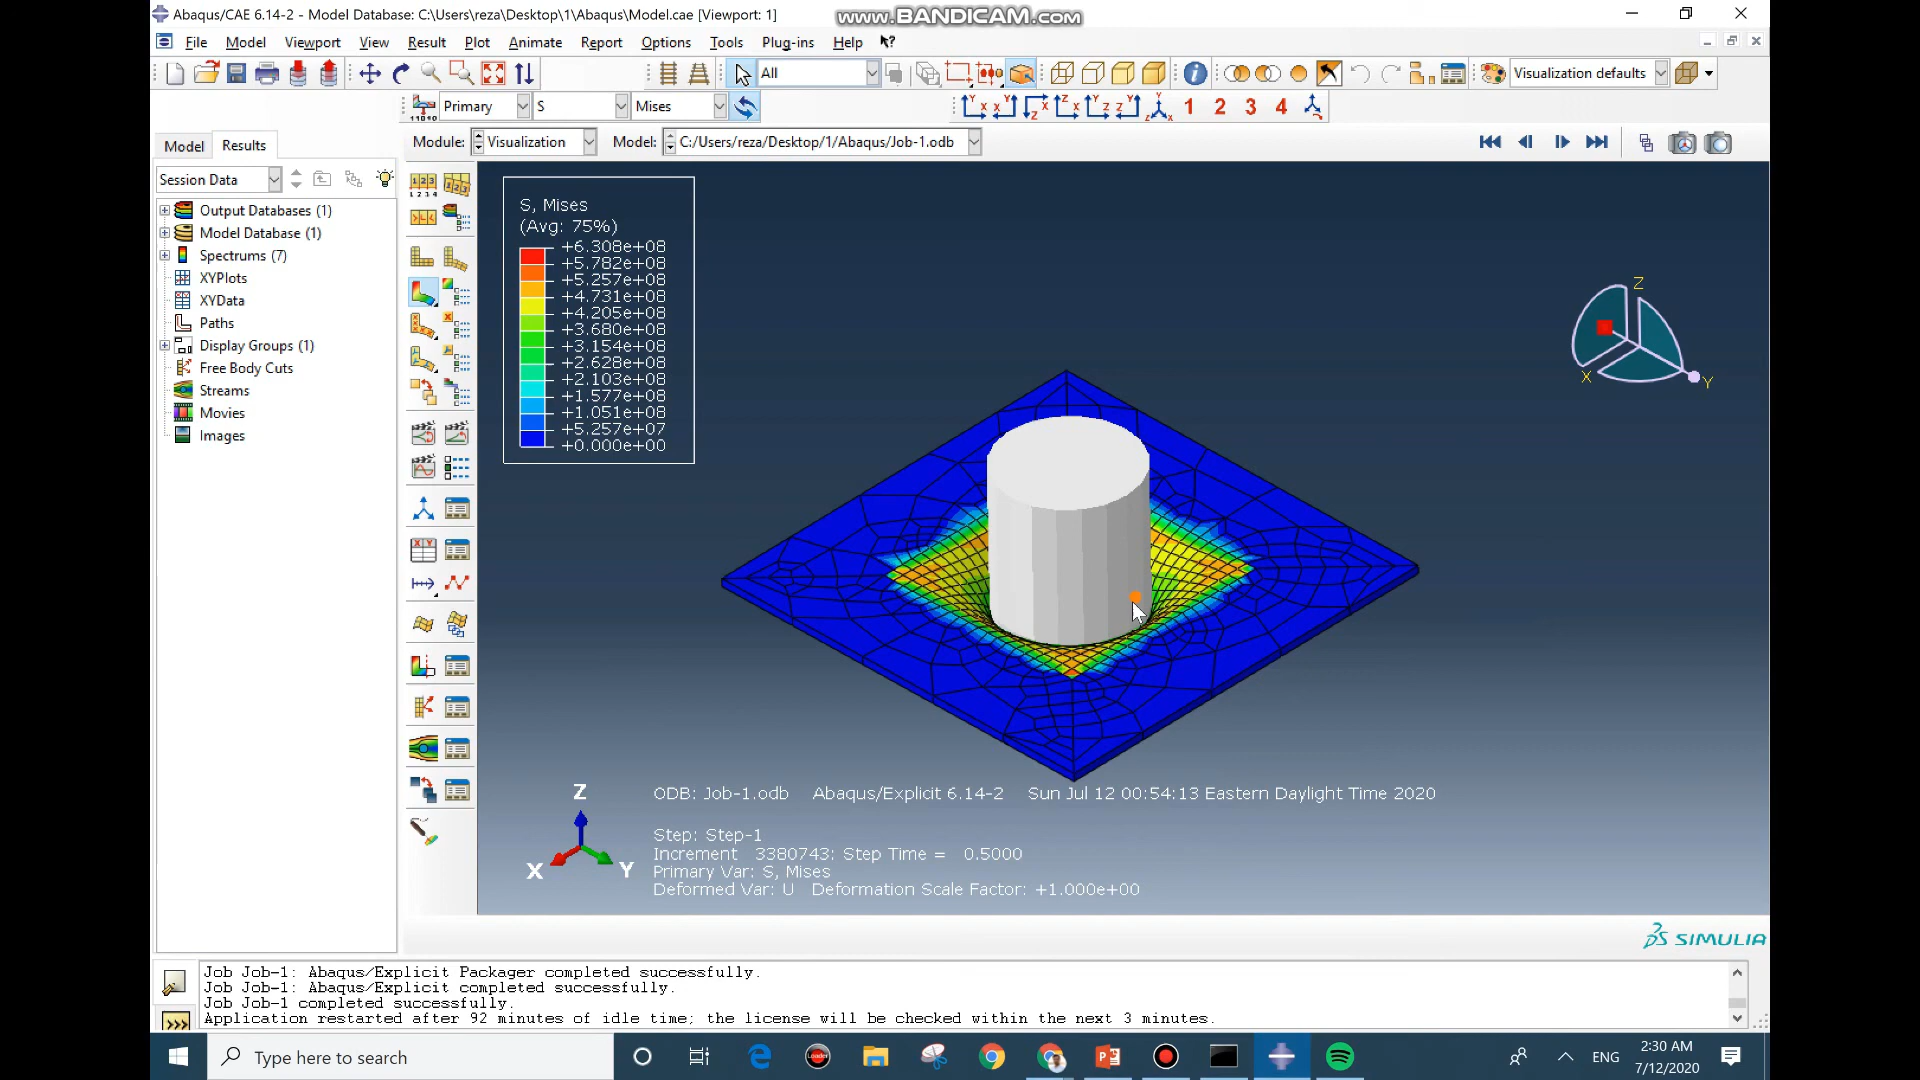 Abaqus/CAE 6.14-2 - Model Database: C:\Users\reza\Desktop\1\Abaqus\Model.cae [Viewport: 1]
www.BANDICAM.com
File Model Viewport View Result Plot Animate Report Options Tools Plug-ins Help
All
Visualization defaults
Primary S Mises
1 2 3 4
Model Results
Module: Visualization Model: C:/Users/reza/Desktop/1/Abaqus/Job-1.odb
Session Data
Output Databases (1)
Model Database (1)
Spectrums (7)
XYPlots
XYData
Paths
Display Groups (1)
Free Body Cuts
Streams
Movies
Images
S, Mises
(Avg: 75%)
+6.308e+08
+5.782e+08
+5.257e+08
+4.731e+08
+4.205e+08
+3.680e+08
+3.154e+08
+2.628e+08
+2.103e+08
+1.577e+08
+1.051e+08
+5.257e+07
+0.000e+00
Z
X
Y
Z
X
Y
ODB: Job-1.odb Abaqus/Explicit 6.14-2 Sun Jul 12 00:54:13 Eastern Daylight Time 2020
Step: Step-1
Increment 3380743: Step Time = 0.5000
Primary Var: S, Mises
Deformed Var: U Deformation Scale Factor: +1.000e+00
SIMULIA
Job Job-1: Abaqus/Explicit Packager completed successfully.
Job Job-1: Abaqus/Explicit completed successfully.
Job Job-1 completed successfully.
Application restarted after 92 minutes of idle time; the license will be checked within the next 3 minutes.
>>>
Type here to search
ENG
2:30 AM
7/12/2020